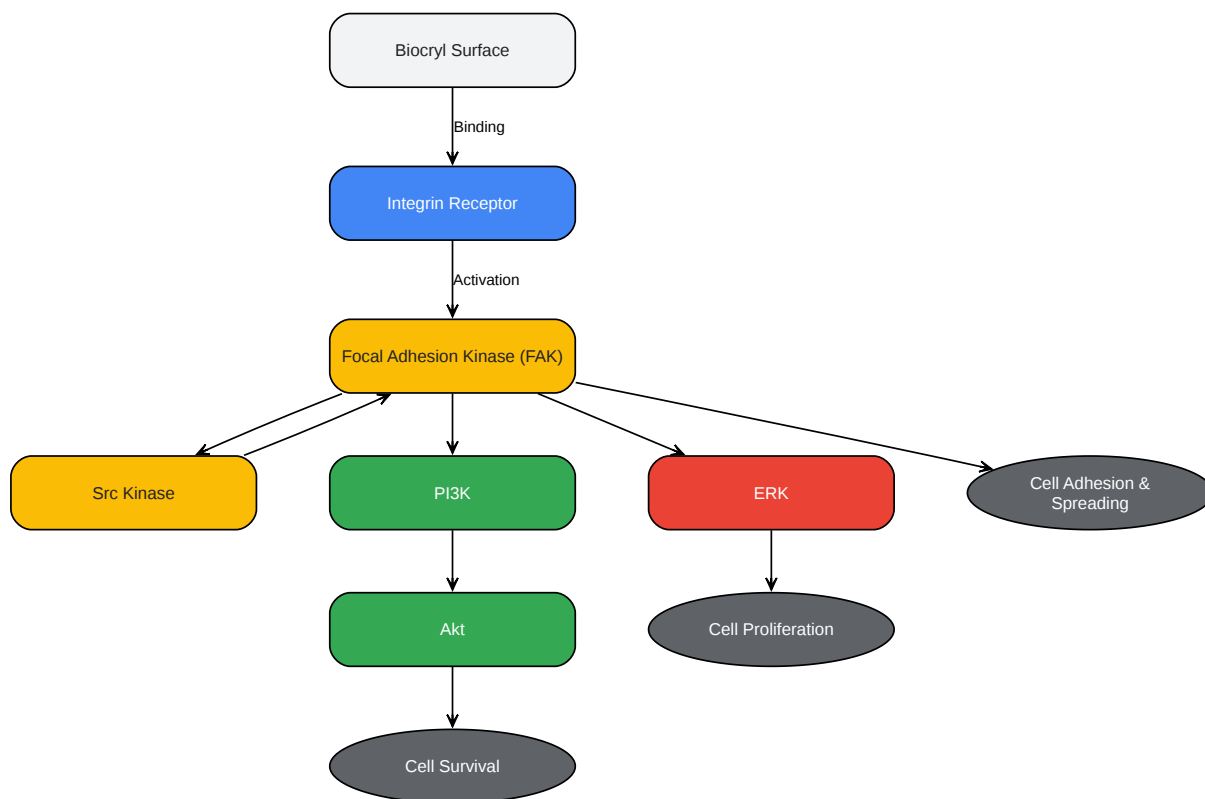 Biocryl Surface
Binding
Integrin Receptor
Activation
Focal Adhesion Kinase (FAK)
Src Kinase
PI3K
ERK
Cell Adhesion &
Spreading
Akt
Cell Proliferation
Cell Survival